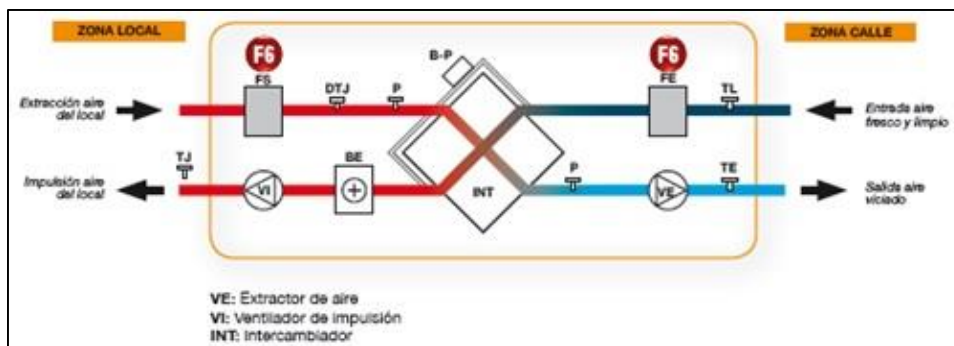 ZONA LOCAL
ZONA CALLE
F6
F6
FS
DTJ
P
B-P
FE
TL
Extracción aire
del local
Entrada aire
fresco y limpio
TJ
BE
P
TE
Impulsión aire
del local
VI
INT
VE
Salida aire
viciado
VE: Extractor de aire
VI: Ventilador de impulsión
INT: Intercambiador